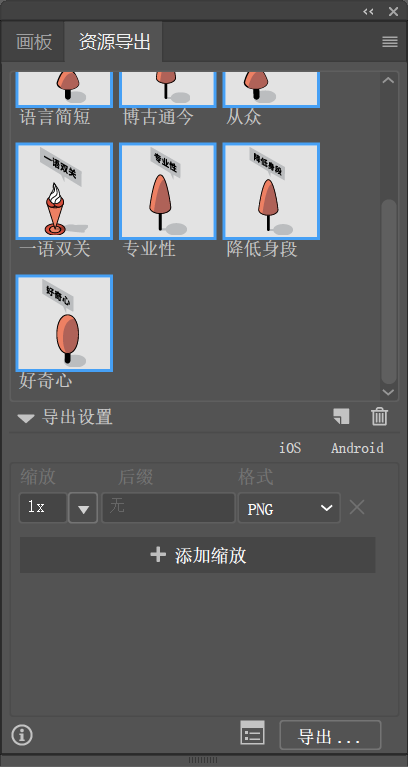 画板 资源导出
语言简短 博古通今 从众
一语双关 专业性 降低身段
一语双关 专业性 降低身段
好奇心
好奇心
导出设置
iOS Android
缩放 后缀 格式
1x 无 PNG
添加缩放
导出...